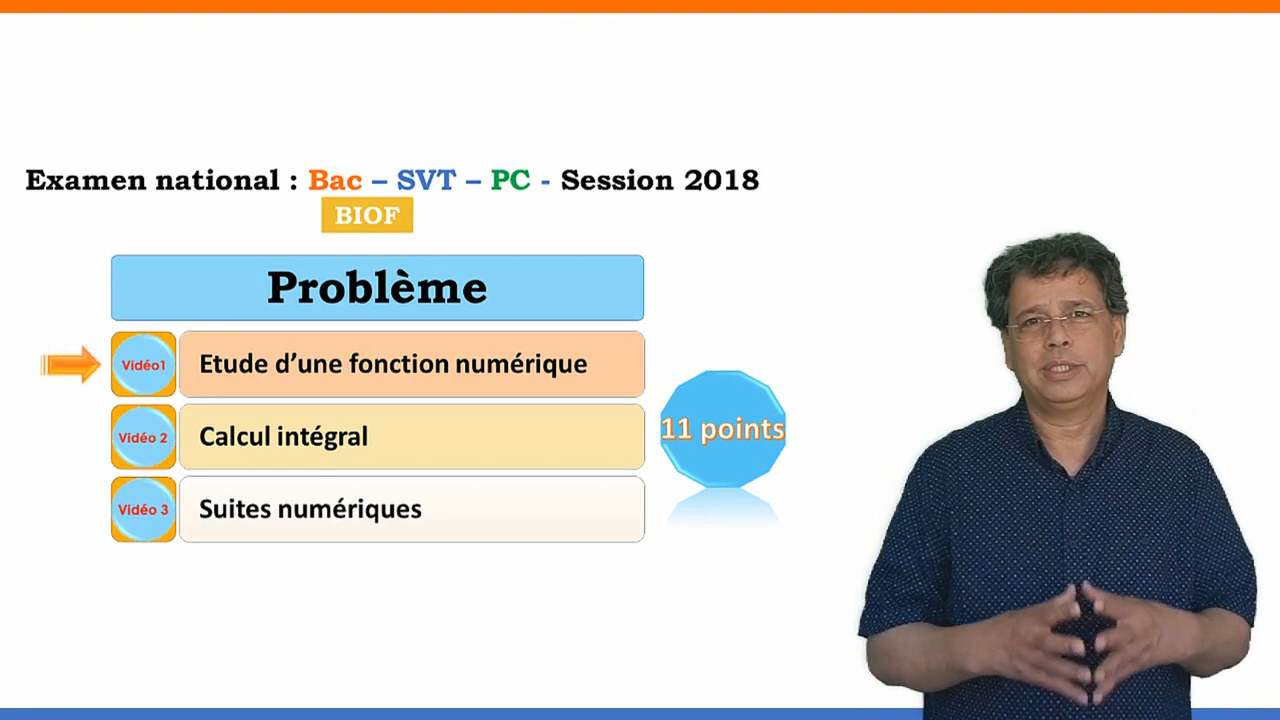 Examen national : Bac – SVT – PC - Session 2018
BIOF
Problème
Vidéo1
Etude d’une fonction numérique
Vidéo 2
Calcul intégral
11 points
Vidéo 3
Suites numériques